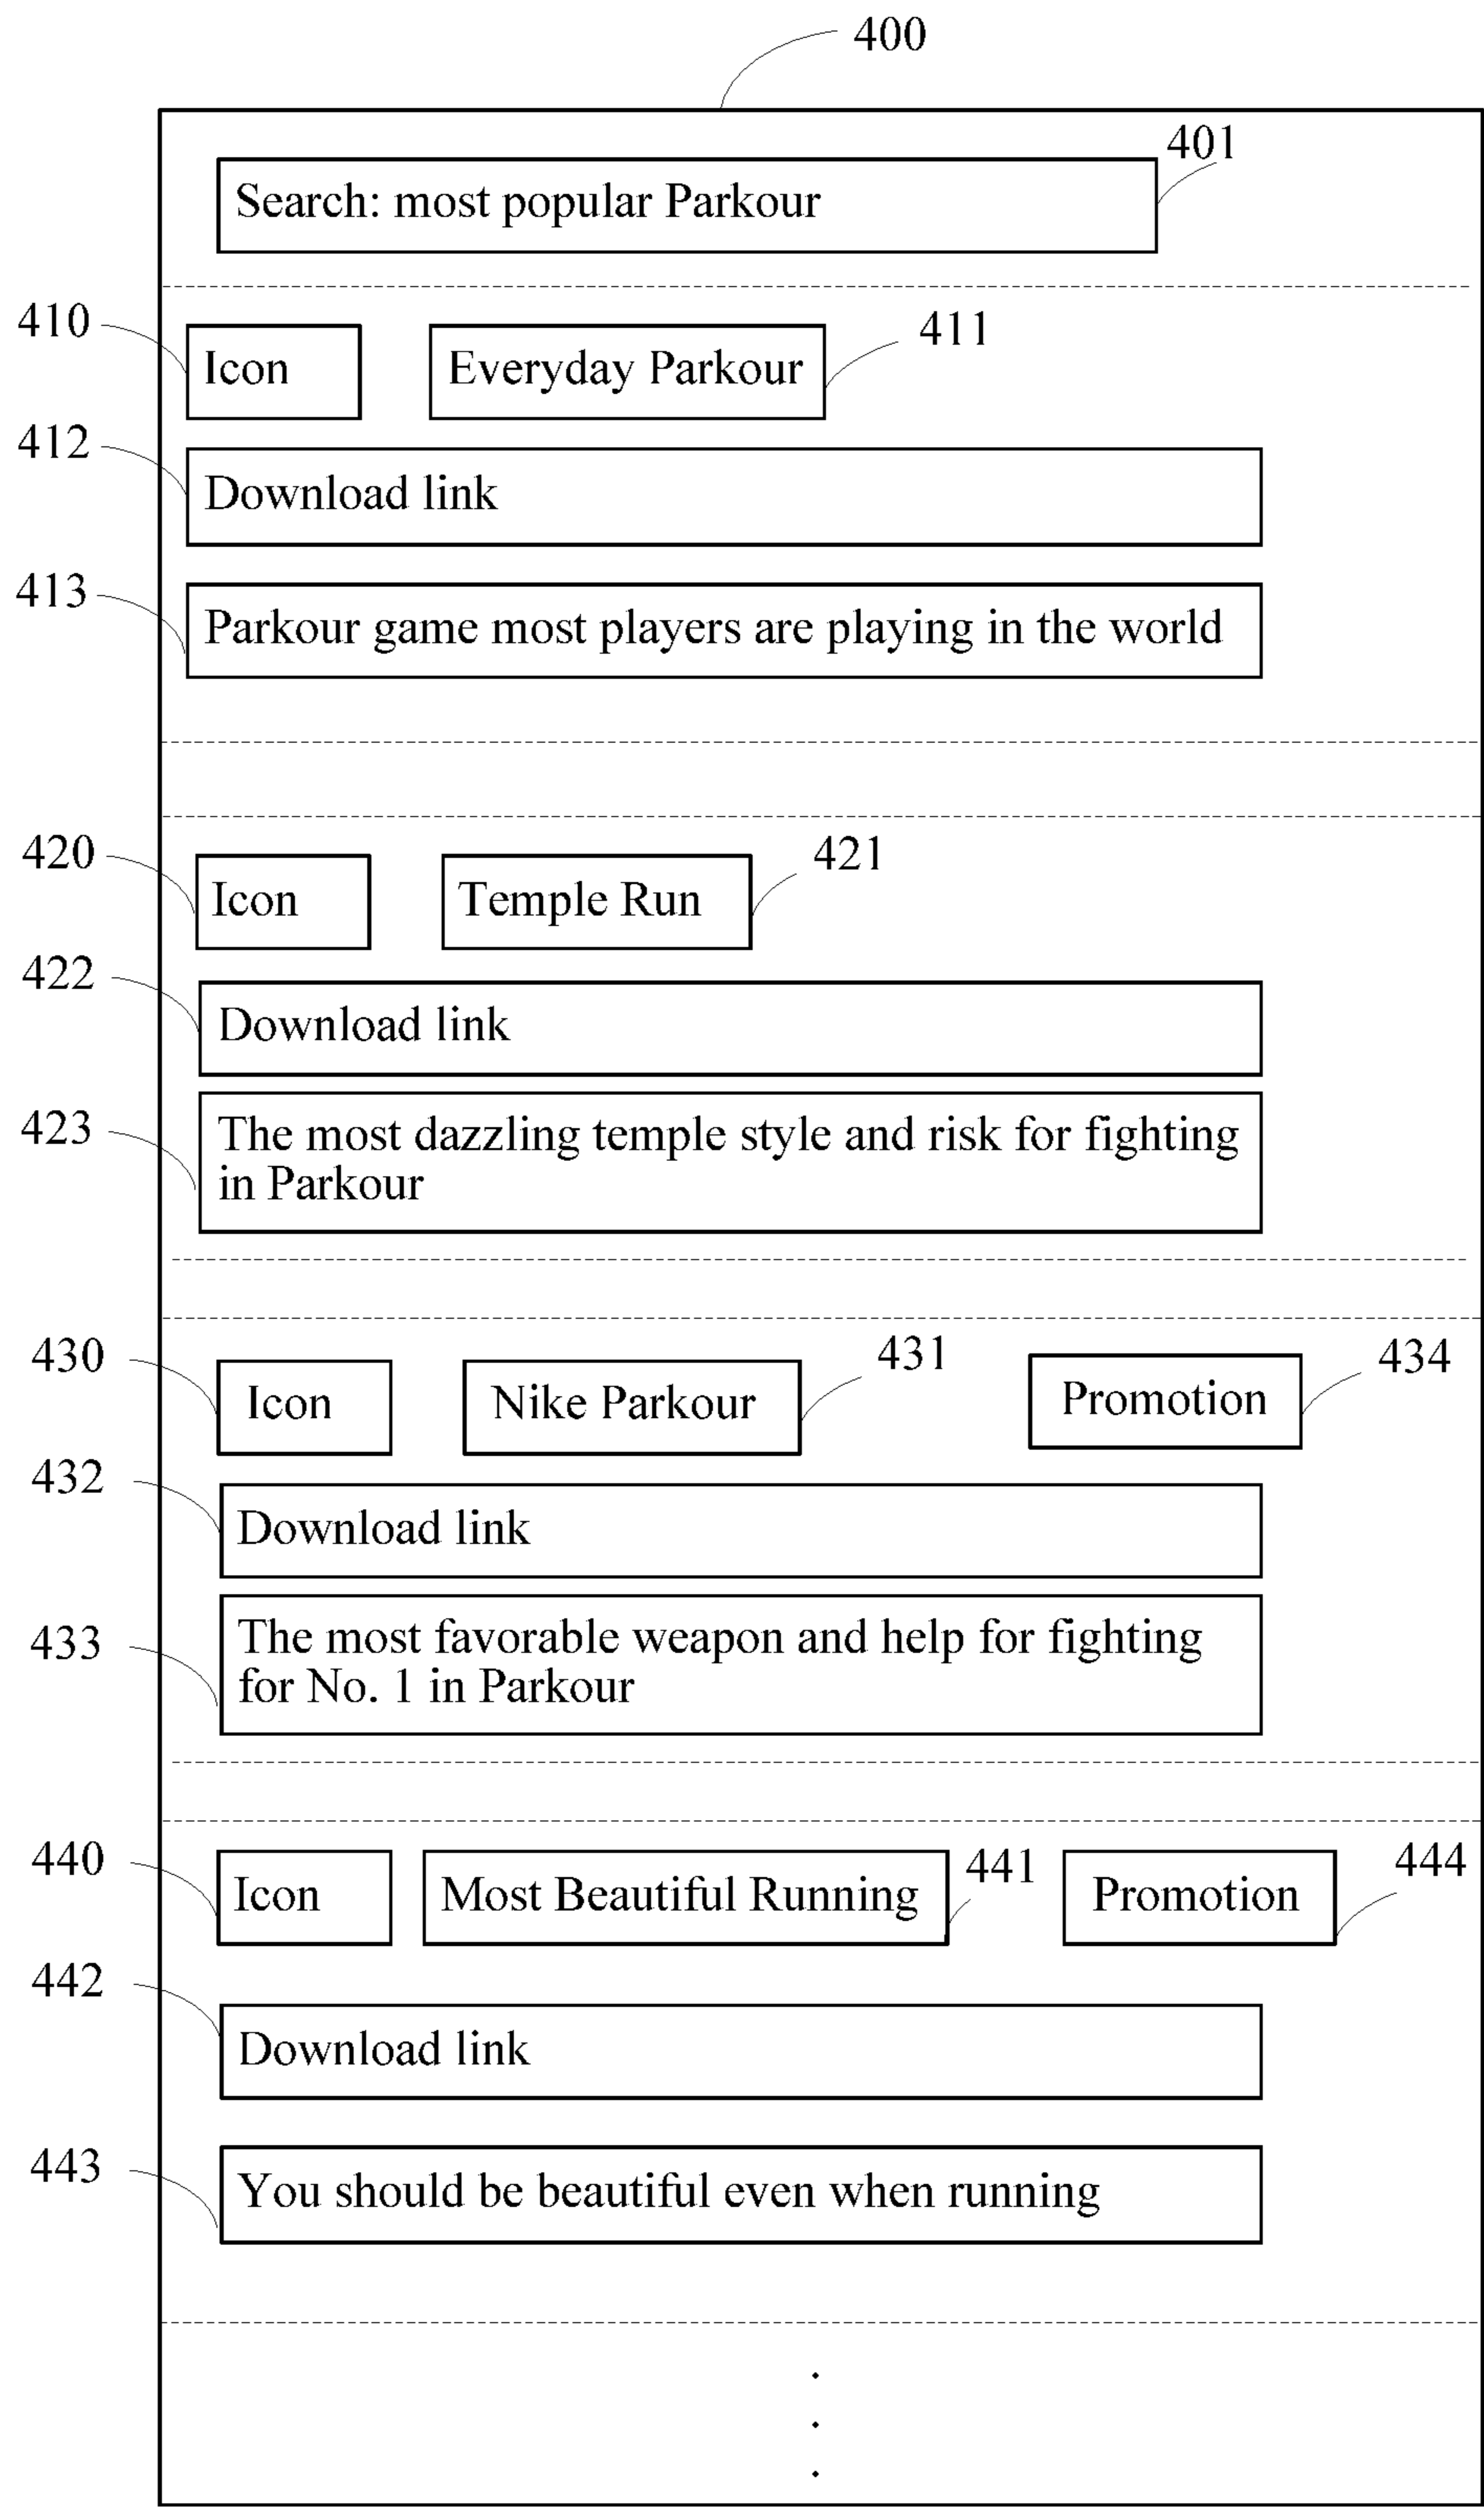 400
401
Search: most popular Parkour
410
Icon
Everyday Parkour
411
412
Download link
413
Parkour game most players are playing in the world
420
Icon
Temple Run
421
422
Download link
423
The most dazzling temple style and risk for fighting
in Parkour
430
Icon
Nike Parkour
431
Promotion
434
432
Download link
433
The most favorable weapon and help for fighting
for No. 1 in Parkour
440
Icon
Most Beautiful Running
441
Promotion
444
442
Download link
443
You should be beautiful even when running